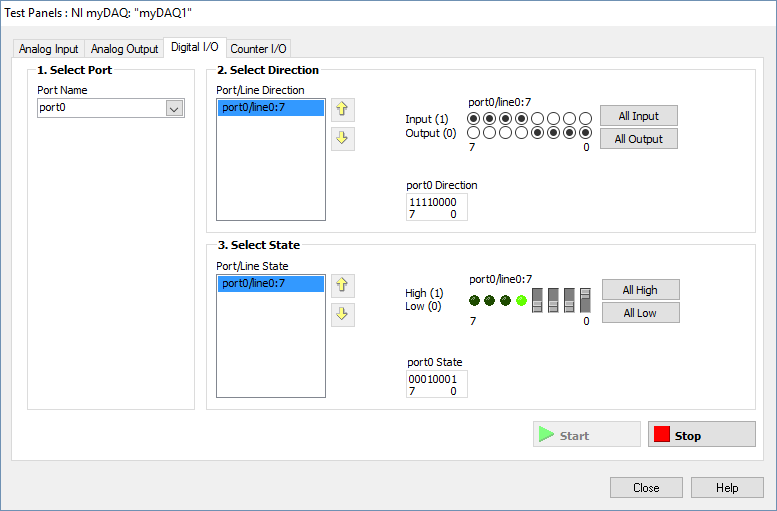 Test Panels : NI myDAQ: "myDAQ1"
Analog Input Analog Output Digital I/O Counter I/O
1. Select Port
Port Name
port0
2. Select Direction
Port/Line Direction
port0/line0:7
port0/line0:7
Input (1)
Output (0)
7 0
All Input
All Output
port0 Direction
11110000
7 0
3. Select State
Port/Line State
port0/line0:7
port0/line0:7
High (1)
Low (0)
7 0
All High
All Low
port0 State
00010001
7 0
Start Stop
Close Help